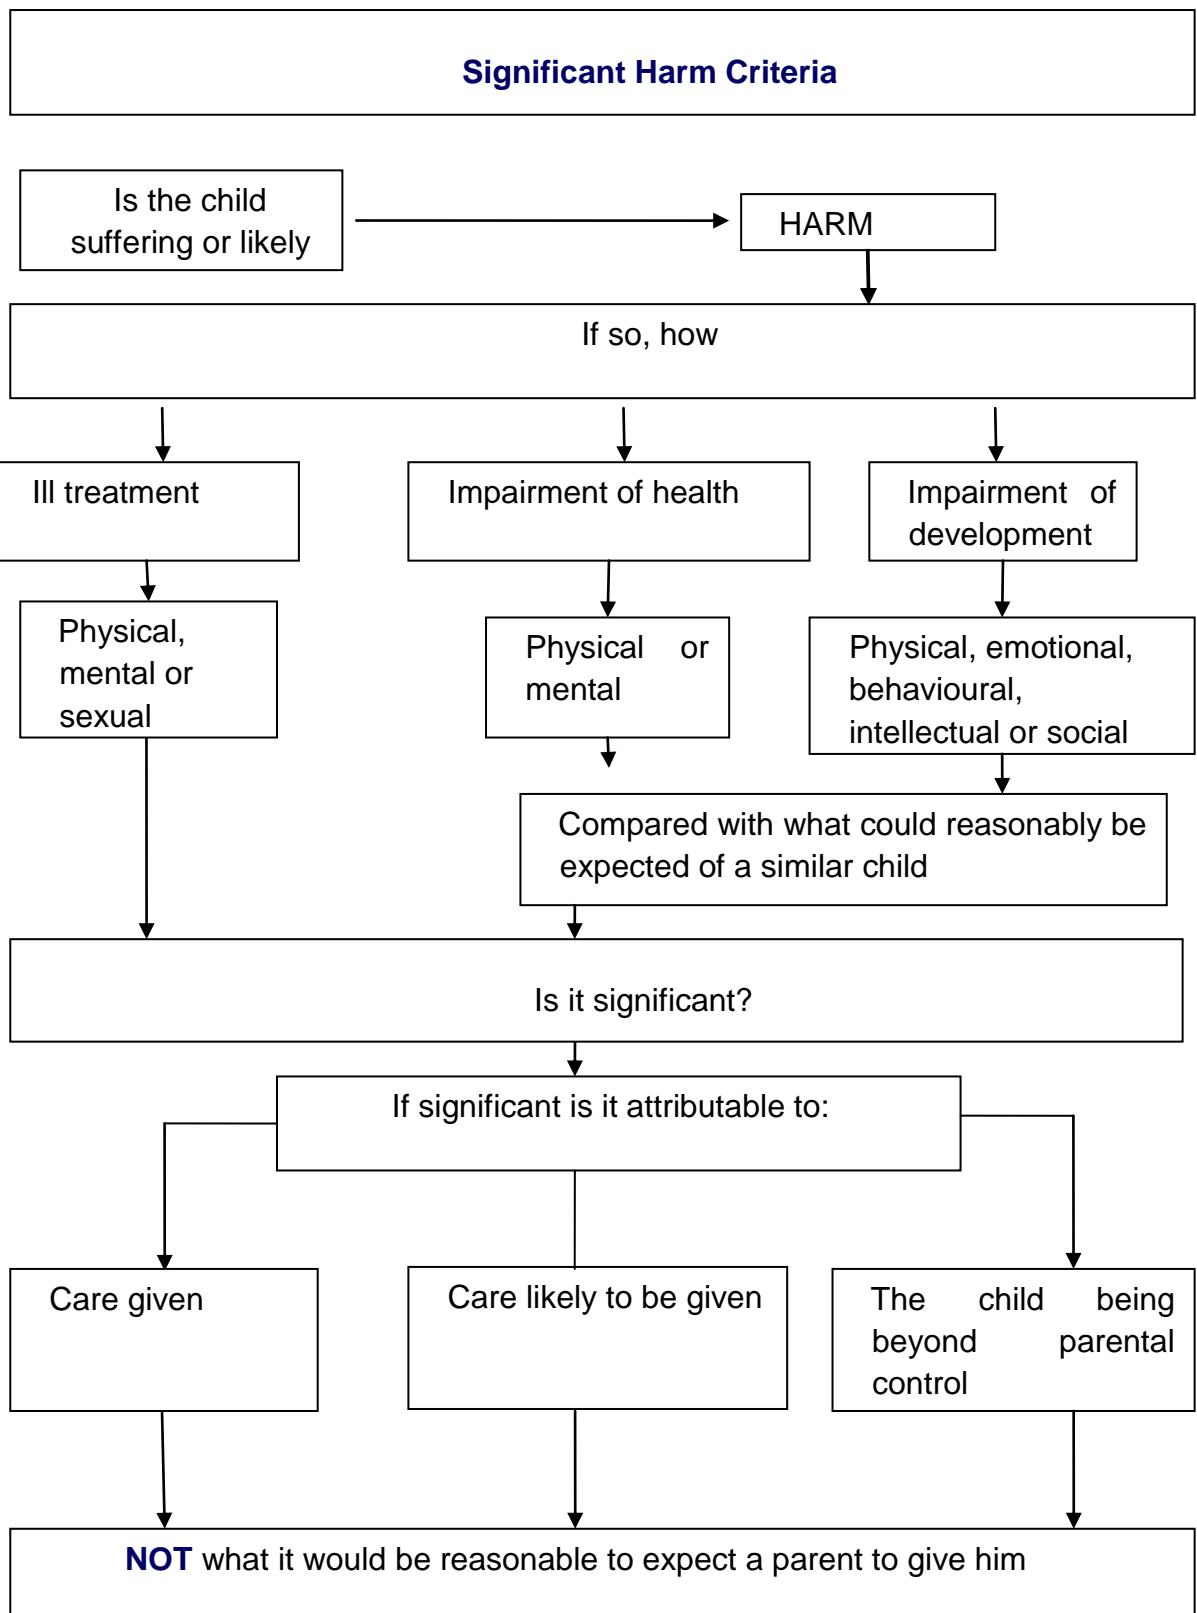 Significant Harm Criteria
Is the child
suffering or likely
HARM
If so, how
Ill treatment
Impairment of health
Impairment of
development
Physical,
mental or
sexual
Physical or
mental
Physical, emotional,
behavioural,
intellectual or social
Compared with what could reasonably be
expected of a similar child
Is it significant?
If significant is it attributable to:
Care given
Care likely to be given
The child being
beyond parental
control
NOT what it would be reasonable to expect a parent to give him